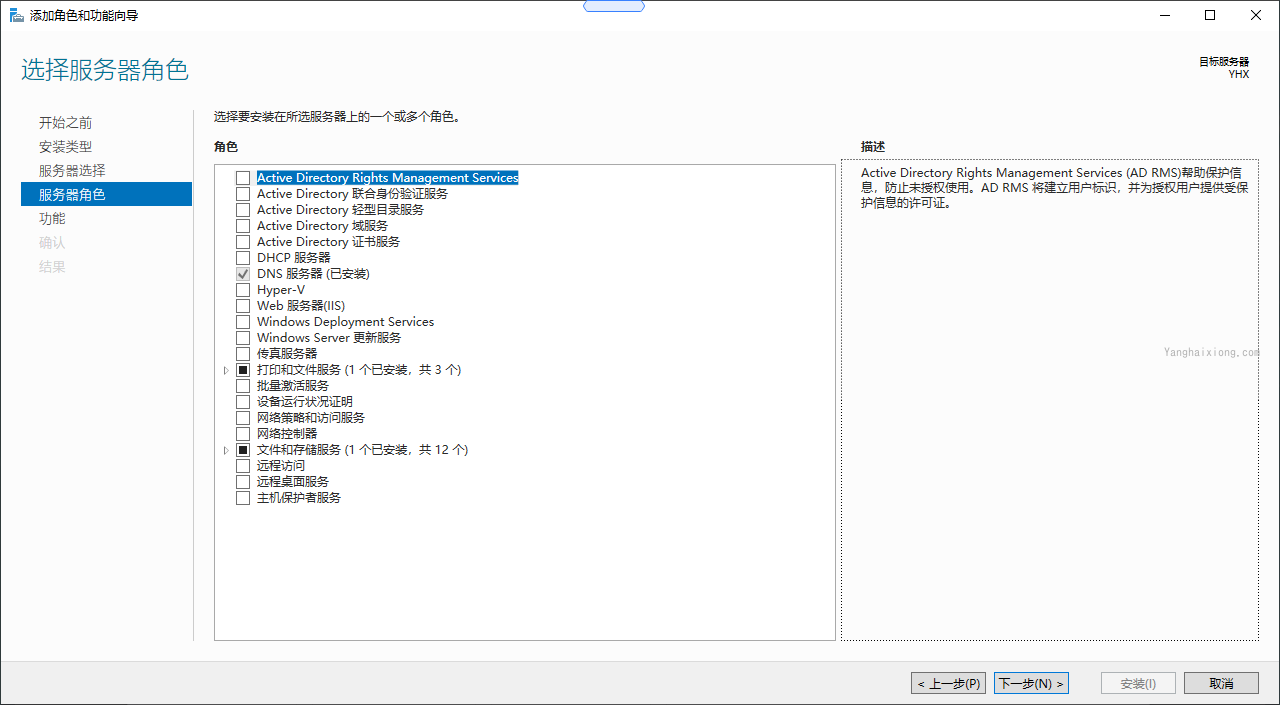 添加角色和功能向导
选择服务器角色
目标服务器
YHX
开始之前
安装类型
服务器选择
服务器角色
功能
确认
结果
选择要安装在所选服务器上的一个或多个角色。
角色
Active Directory Rights Management Services
Active Directory 联合身份验证服务
Active Directory 轻型目录服务
Active Directory 域服务
Active Directory 证书服务
DHCP 服务器
DNS 服务器 (已安装)
Hyper-V
Web 服务器(IIS)
Windows Deployment Services
Windows Server 更新服务
传真服务器
打印和文件服务 (1 个已安装，共 3 个)
批量激活服务
设备运行状况证明
网络策略和访问服务
网络控制器
文件和存储服务 (1 个已安装，共 12 个)
远程访问
远程桌面服务
主机保护者服务
描述
Active Directory Rights Management Services (AD RMS)帮助保护信
息，防止未授权使用。AD RMS 将建立用户标识，并为授权用户提供受保
护信息的许可证。
Yanghaixiong.com
< 上一步(P)
下一步(N) >
安装(I)
取消